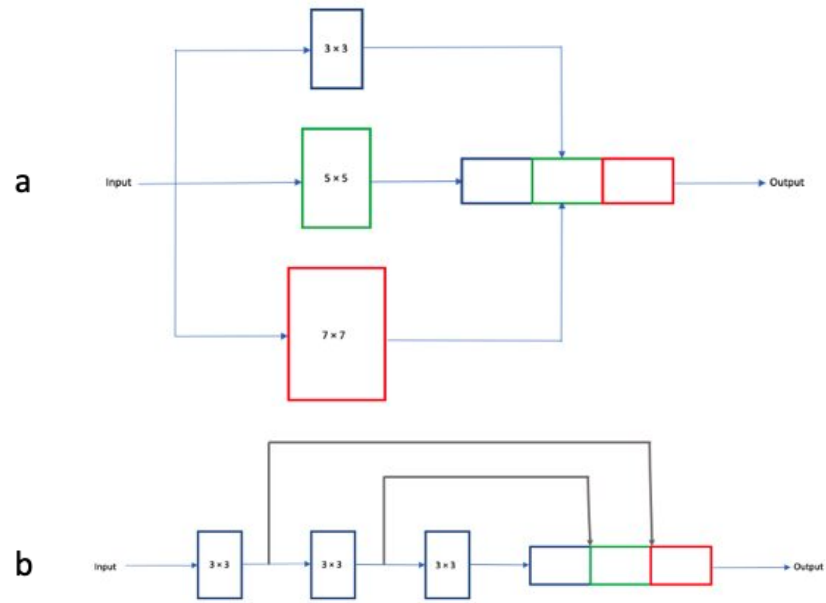 3 × 3
a
Input
5 × 5
Output
7 × 7
b
Input
3 × 3
3 × 3
3 × 3
Output